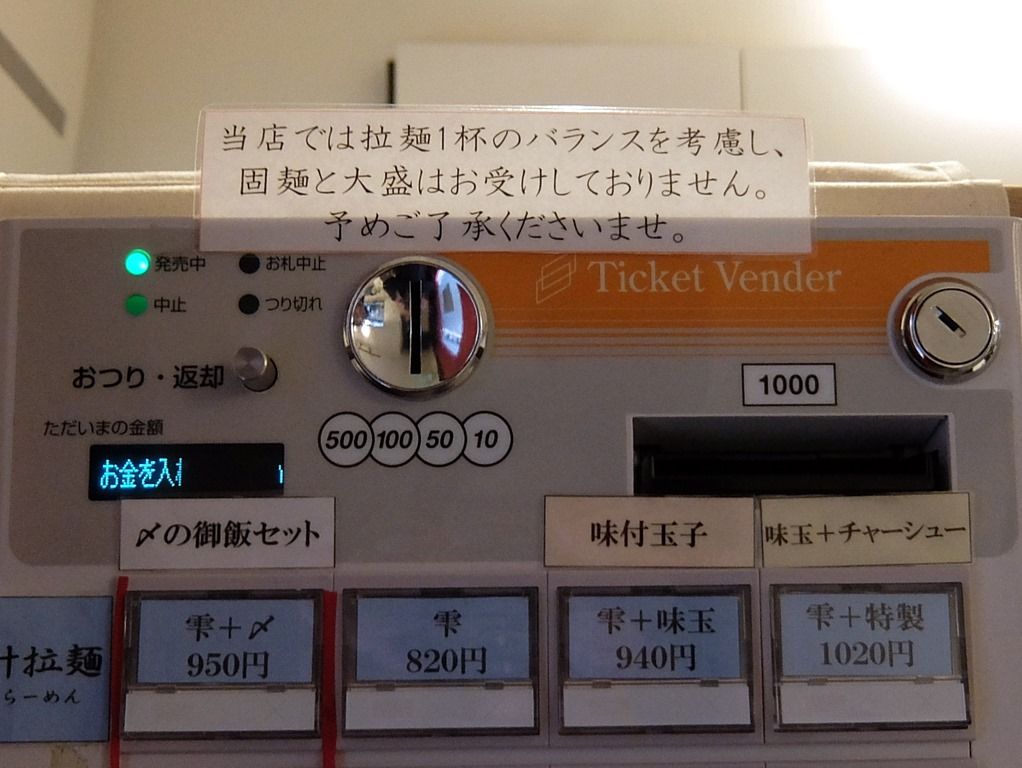 当店では拉麺1杯のバランスを考慮し、
固麺と大盛はお受けしておりません。
予めご了承くださいませ。
発売中
お札中止
中止
つり切れ
Ticket Vender
おつり・返却
1000
ただいまの金額
500 100 50 10
お金を入
〆の御飯セット
味付玉子
味玉+チャーシュー
雫+〆
950円
雫
820円
雫+味玉
940円
雫+特製
1020円
拉麺
らーめん